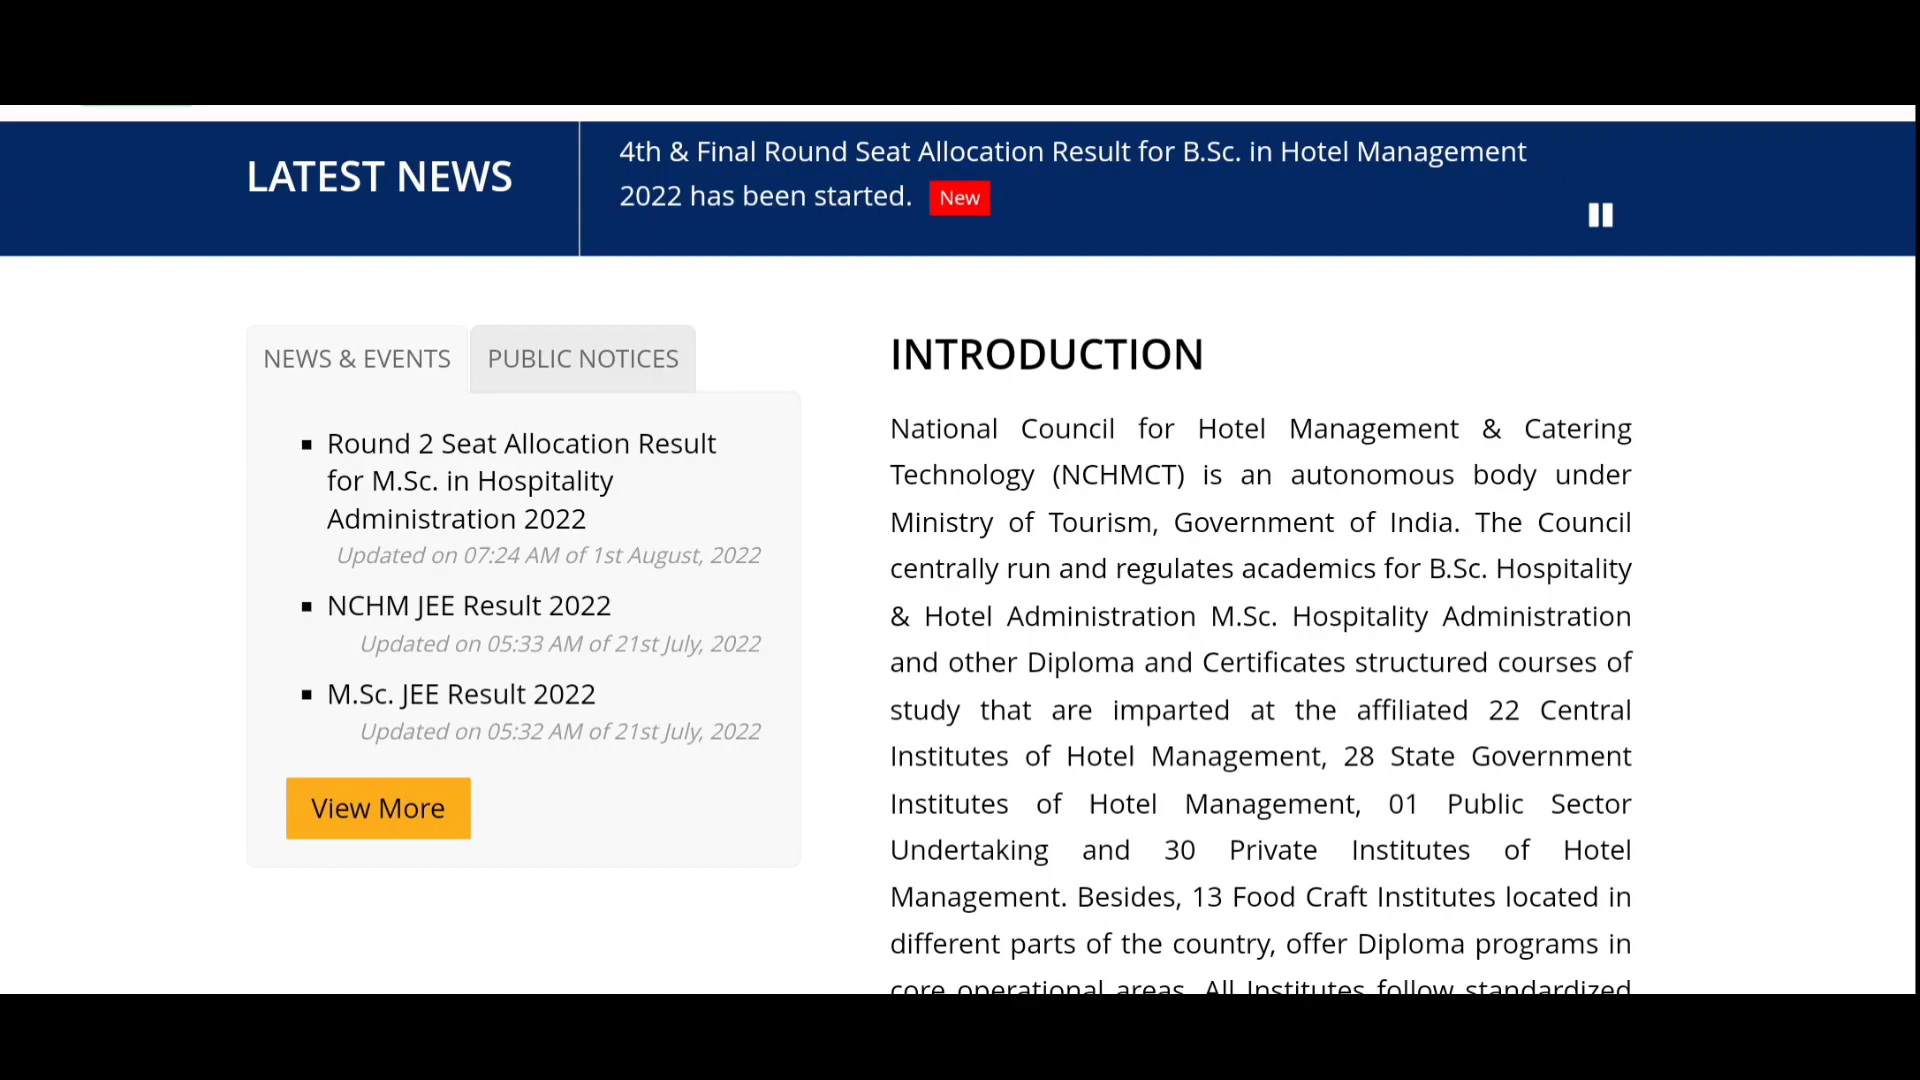 LATEST NEWS
4th & Final Round Seat Allocation Result for B.Sc. in Hotel Management
2022 has been started. New
NEWS & EVENTS
PUBLIC NOTICES
Round 2 Seat Allocation Result
for M.Sc. in Hospitality
Administration 2022
Updated on 07:24 AM of 1st August, 2022
NCHM JEE Result 2022
Updated on 05:33 AM of 21st July, 2022
M.Sc. JEE Result 2022
Updated on 05:32 AM of 21st July, 2022
View More
INTRODUCTION
National Council for Hotel Management & Catering
Technology (NCHMCT) is an autonomous body under
Ministry of Tourism, Government of India. The Council
centrally run and regulates academics for B.Sc. Hospitality
& Hotel Administration M.Sc. Hospitality Administration
and other Diploma and Certificates structured courses of
study that are imparted at the affiliated 22 Central
Institutes of Hotel Management, 28 State Government
Institutes of Hotel Management, 01 Public Sector
Undertaking and 30 Private Institutes of Hotel
Management. Besides, 13 Food Craft Institutes located in
different parts of the country, offer Diploma programs in
core operational areas. All Institutes follow standardized